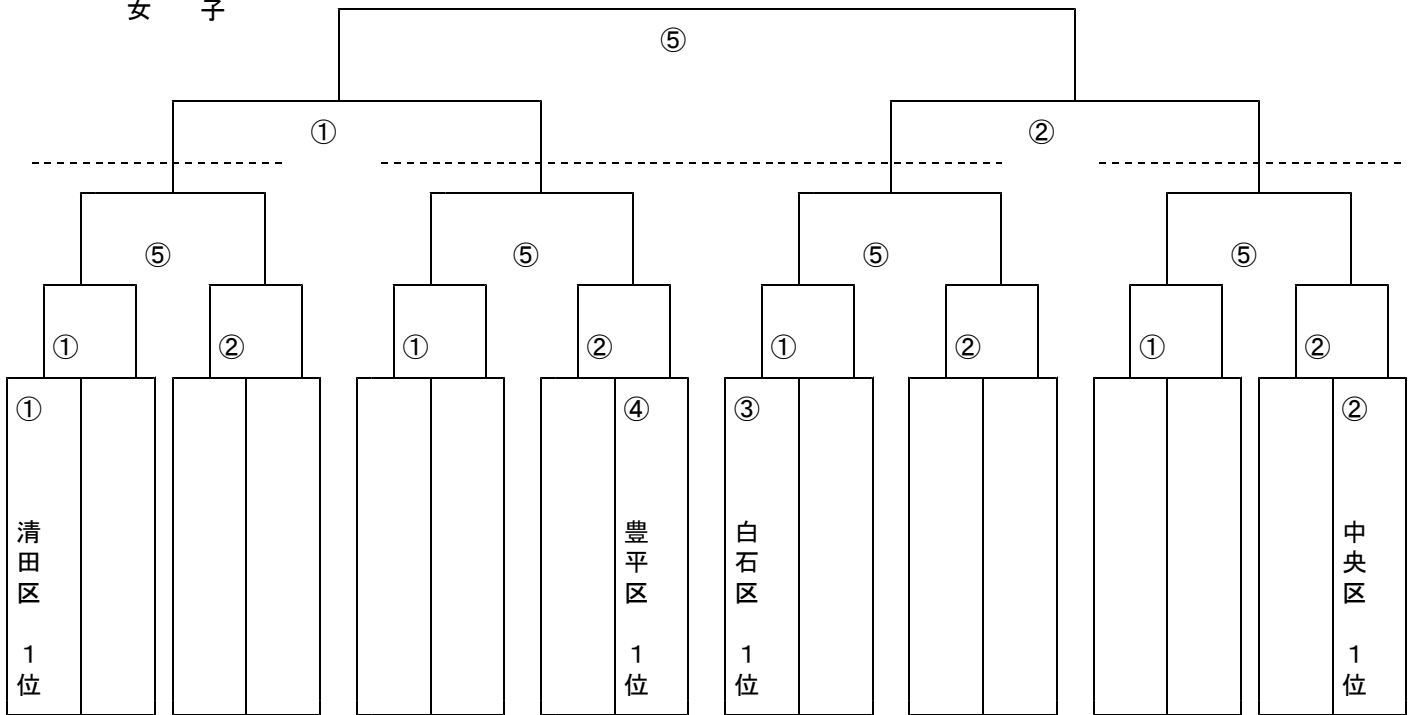 女　子
⑤
① ②
⑤ ⑤ ⑤ ⑤
① ② ① ② ① ② ① ②
① ④ ③ ②
清田区　1位
豊平区　1位
白石区　1位
中央区　1位